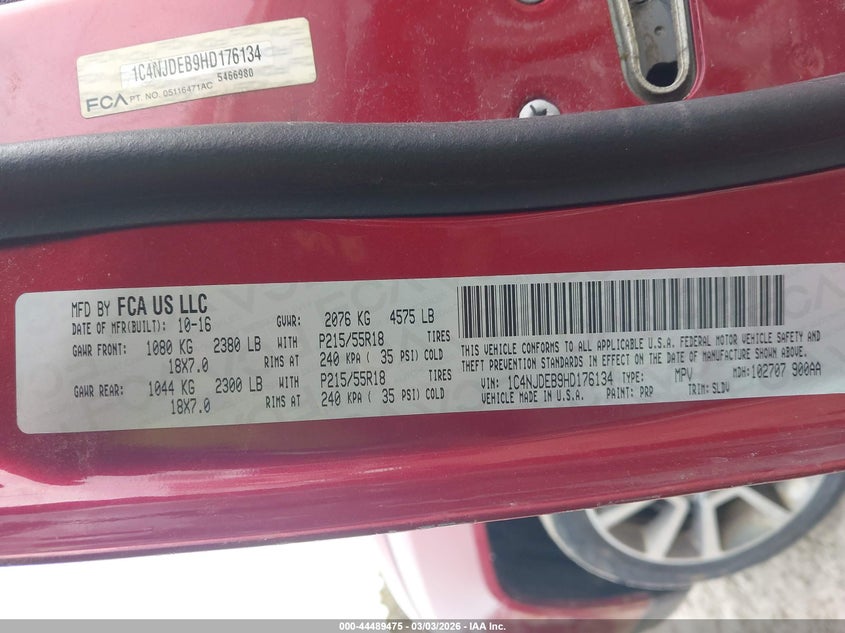 1C4NJDEB9HD176134
5466980
FCA PT. NO. 05116471AC
MFD BY FCA US LLC
DATE OF MFR(BUILT): 10-16 GVWR: 2076 KG 4575 LB
GAWR FRONT: 1080 KG 2380 LB WITH P215/55R18 TIRES
18X7.0 RIMS AT 240 KPA ( 35 PSI) COLD
GAWR REAR: 1044 KG 2300 LB WITH P215/55R18 TIRES
18X7.0 RIMS AT 240 KPA ( 35 PSI) COLD
THIS VEHICLE CONFORMS TO ALL APPLICABLE U.S.A. FEDERAL MOTOR VEHICLE SAFETY AND
THEFT PREVENTION STANDARDS IN EFFECT ON THE DATE OF MANUFACTURE SHOWN ABOVE.
VIN: 1C4NJDEB9HD176134 TYPE: MPV MDH:102707 900AA
VEHICLE MADE IN U.S.A. PAINT: PRP TRIM: SLDV
000-44489475 - 03/03/2026 - IAA Inc.